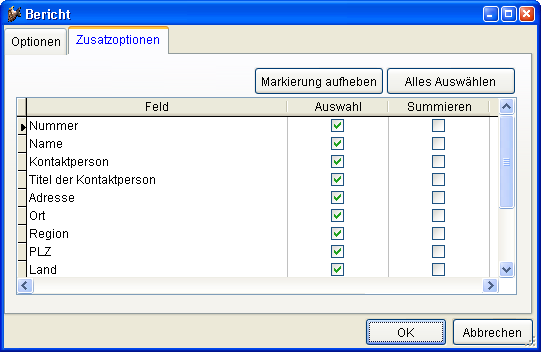 Bericht
Optionen Zusatzoptionen
Markierung aufheben Alles Auswählen
Feld Auswahl Summieren
Nummer
Name
Kontaktperson
Titel der Kontaktperson
Adresse
Ort
Region
PLZ
Land
OK Abbrechen